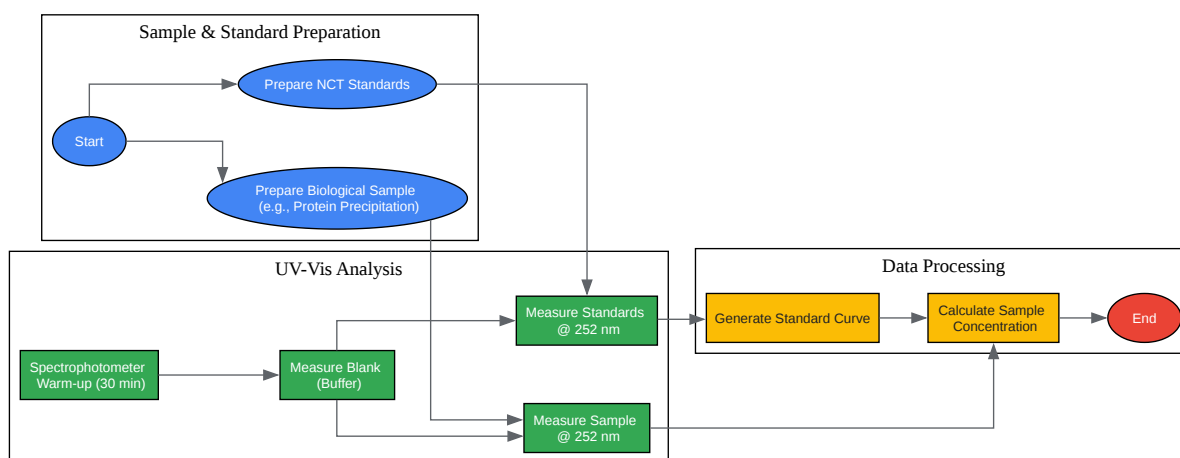 Sample & Standard Preparation
Prepare NCT Standards
Start
Prepare Biological Sample
(e.g., Protein Precipitation)
UV-Vis Analysis
Measure Standards
@ 252 nm
Spectrophotometer
Warm-up (30 min)
Measure Blank
(Buffer)
Measure Sample
@ 252 nm
Data Processing
Generate Standard Curve
Calculate Sample
Concentration
End